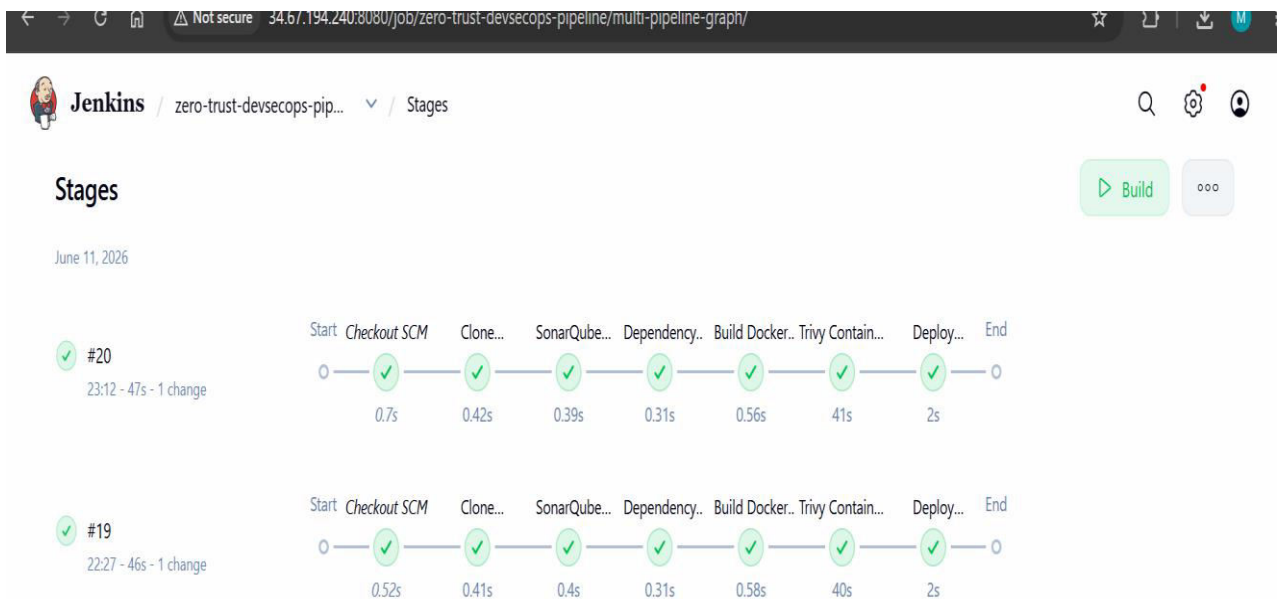 Not secure 34.67.194.240:8080/job/zero-trust-devsecops-pipeline/multi-pipeline-graph/ M
Jenkins / zero-trust-devsecops-pip... / Stages
Stages
Build
June 11, 2026
Start Checkout SCM Clone... SonarQube... Dependency.. Build Docker.. Trivy Contain... Deploy... End
#20
23:12 - 47s - 1 change
0.7s 0.42s 0.39s 0.31s 0.56s 41s 2s
Start Checkout SCM Clone... SonarQube... Dependency.. Build Docker.. Trivy Contain... Deploy... End
#19
22:27 - 46s - 1 change
0.52s 0.41s 0.4s 0.31s 0.58s 40s 2s